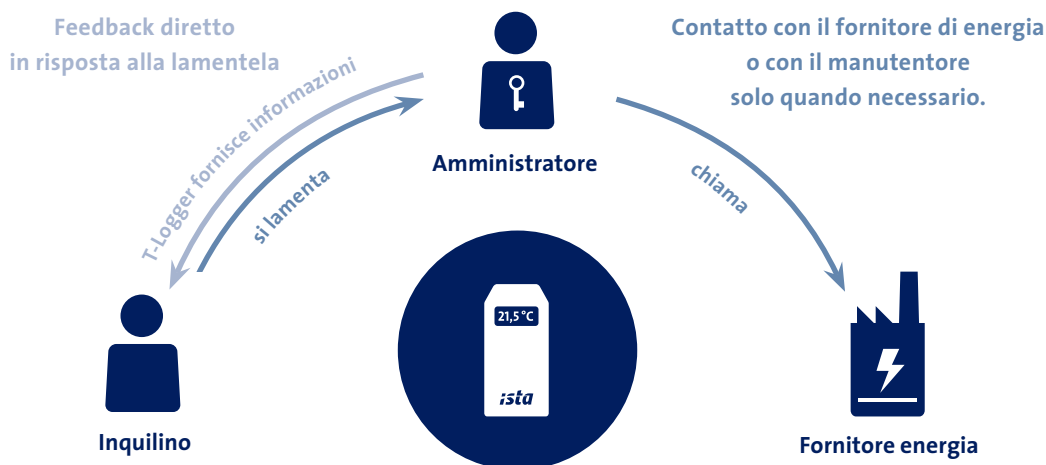 Feedback diretto
in risposta alla lamentela
Contatto con il fornitore di energia
o con il manutentore
solo quando necessario.
T-Logger fornisce informazioni
si lamenta
Amministratore
chiama
21,5 °C
ista
Inquilino
Fornitore energia